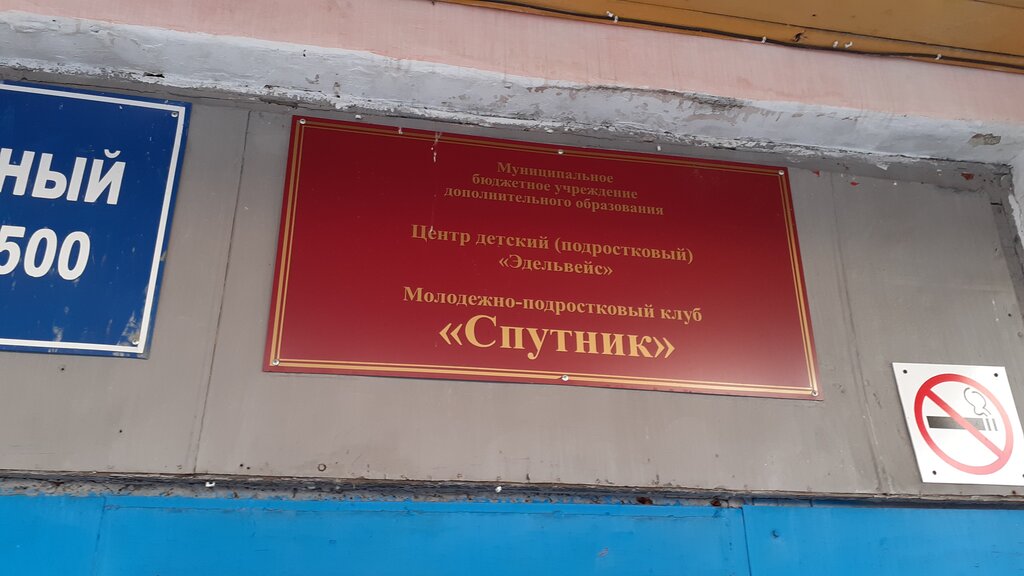 ный
500
Муниципальное
бюджетное учреждение
дополнительного образования
Центр детский (подростковый)
«Эдельвейс»
Молодежно-подростковый клуб
«Спутник»